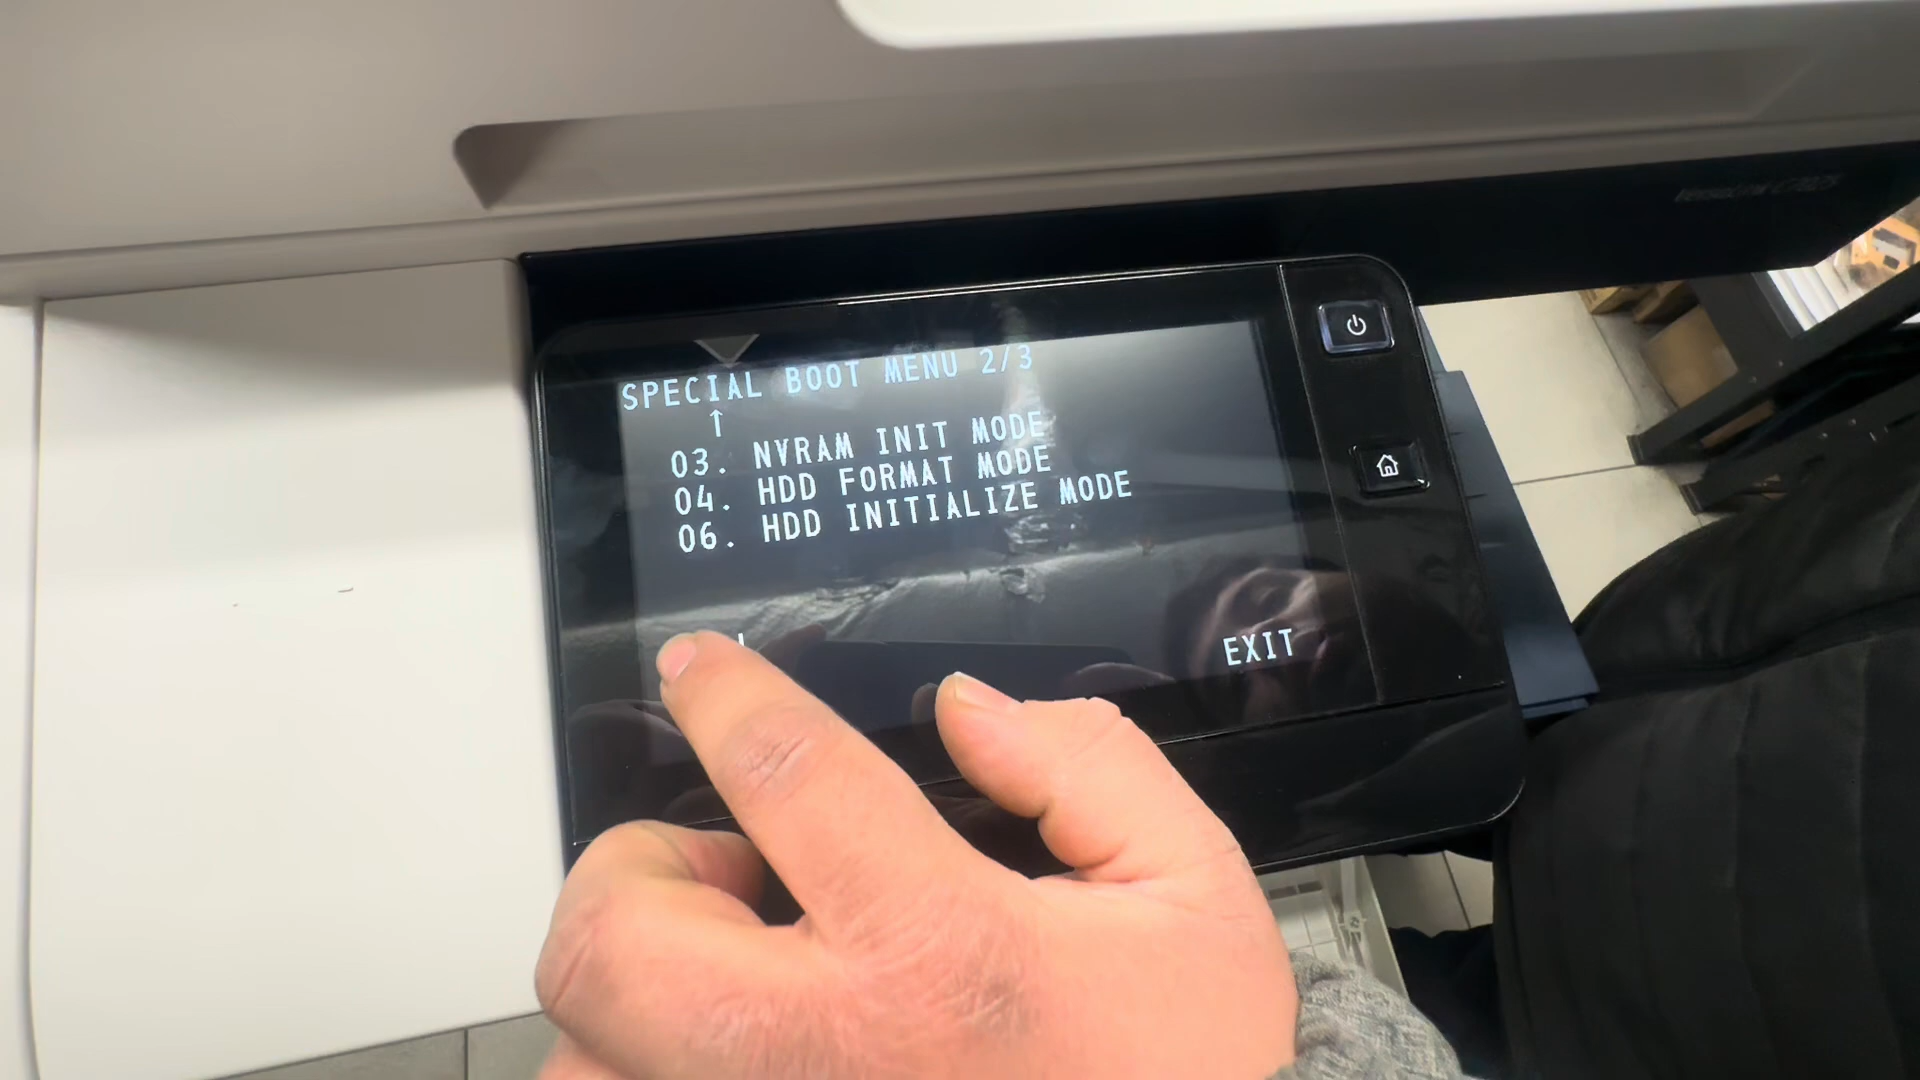 SPECIAL BOOT MENU 2/3
↑
03. NVRAM INIT MODE
04. HDD FORMAT MODE
06. HDD INITIALIZE MODE
EXIT